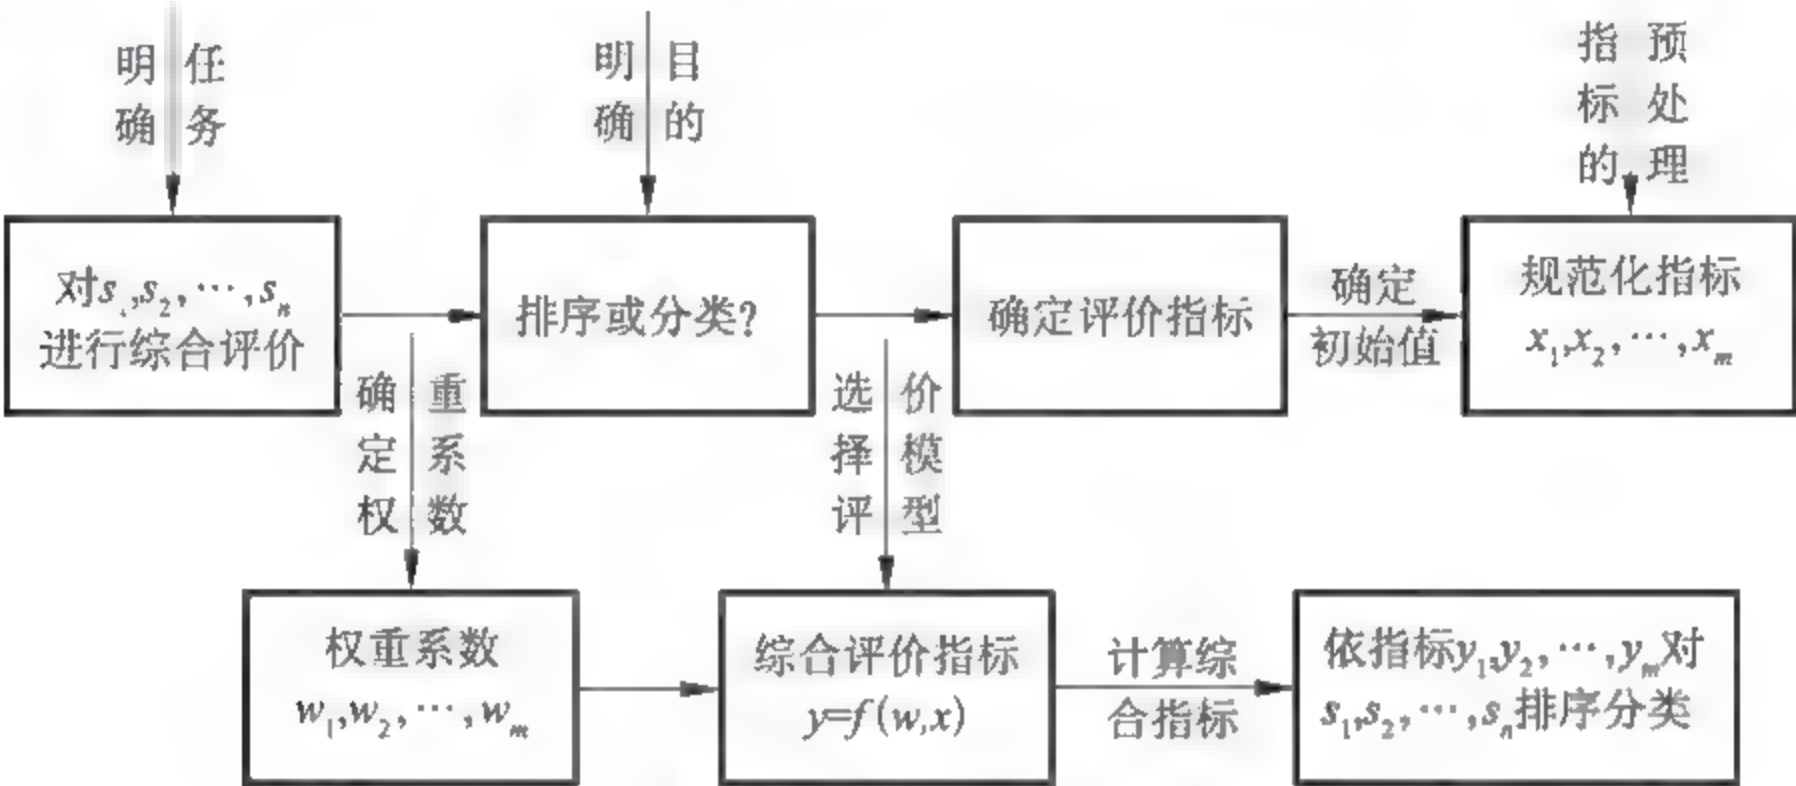 明确任务
明确目的
指标的预处理
对s₁,s₂,⋯,sₙ
进行综合评价
排序或分类?
确定评价指标
确定
初始值
规范化指标
x₁,x₂,⋯,xₘ
确定权重系数
选择评价模型
权重系数
w₁,w₂,⋯,wₘ
综合评价指标
y=f(w,x)
计算综
合指标
依指标y₁,y₂,⋯,yₘ对
s₁,s₂,⋯,sₙ排序分类